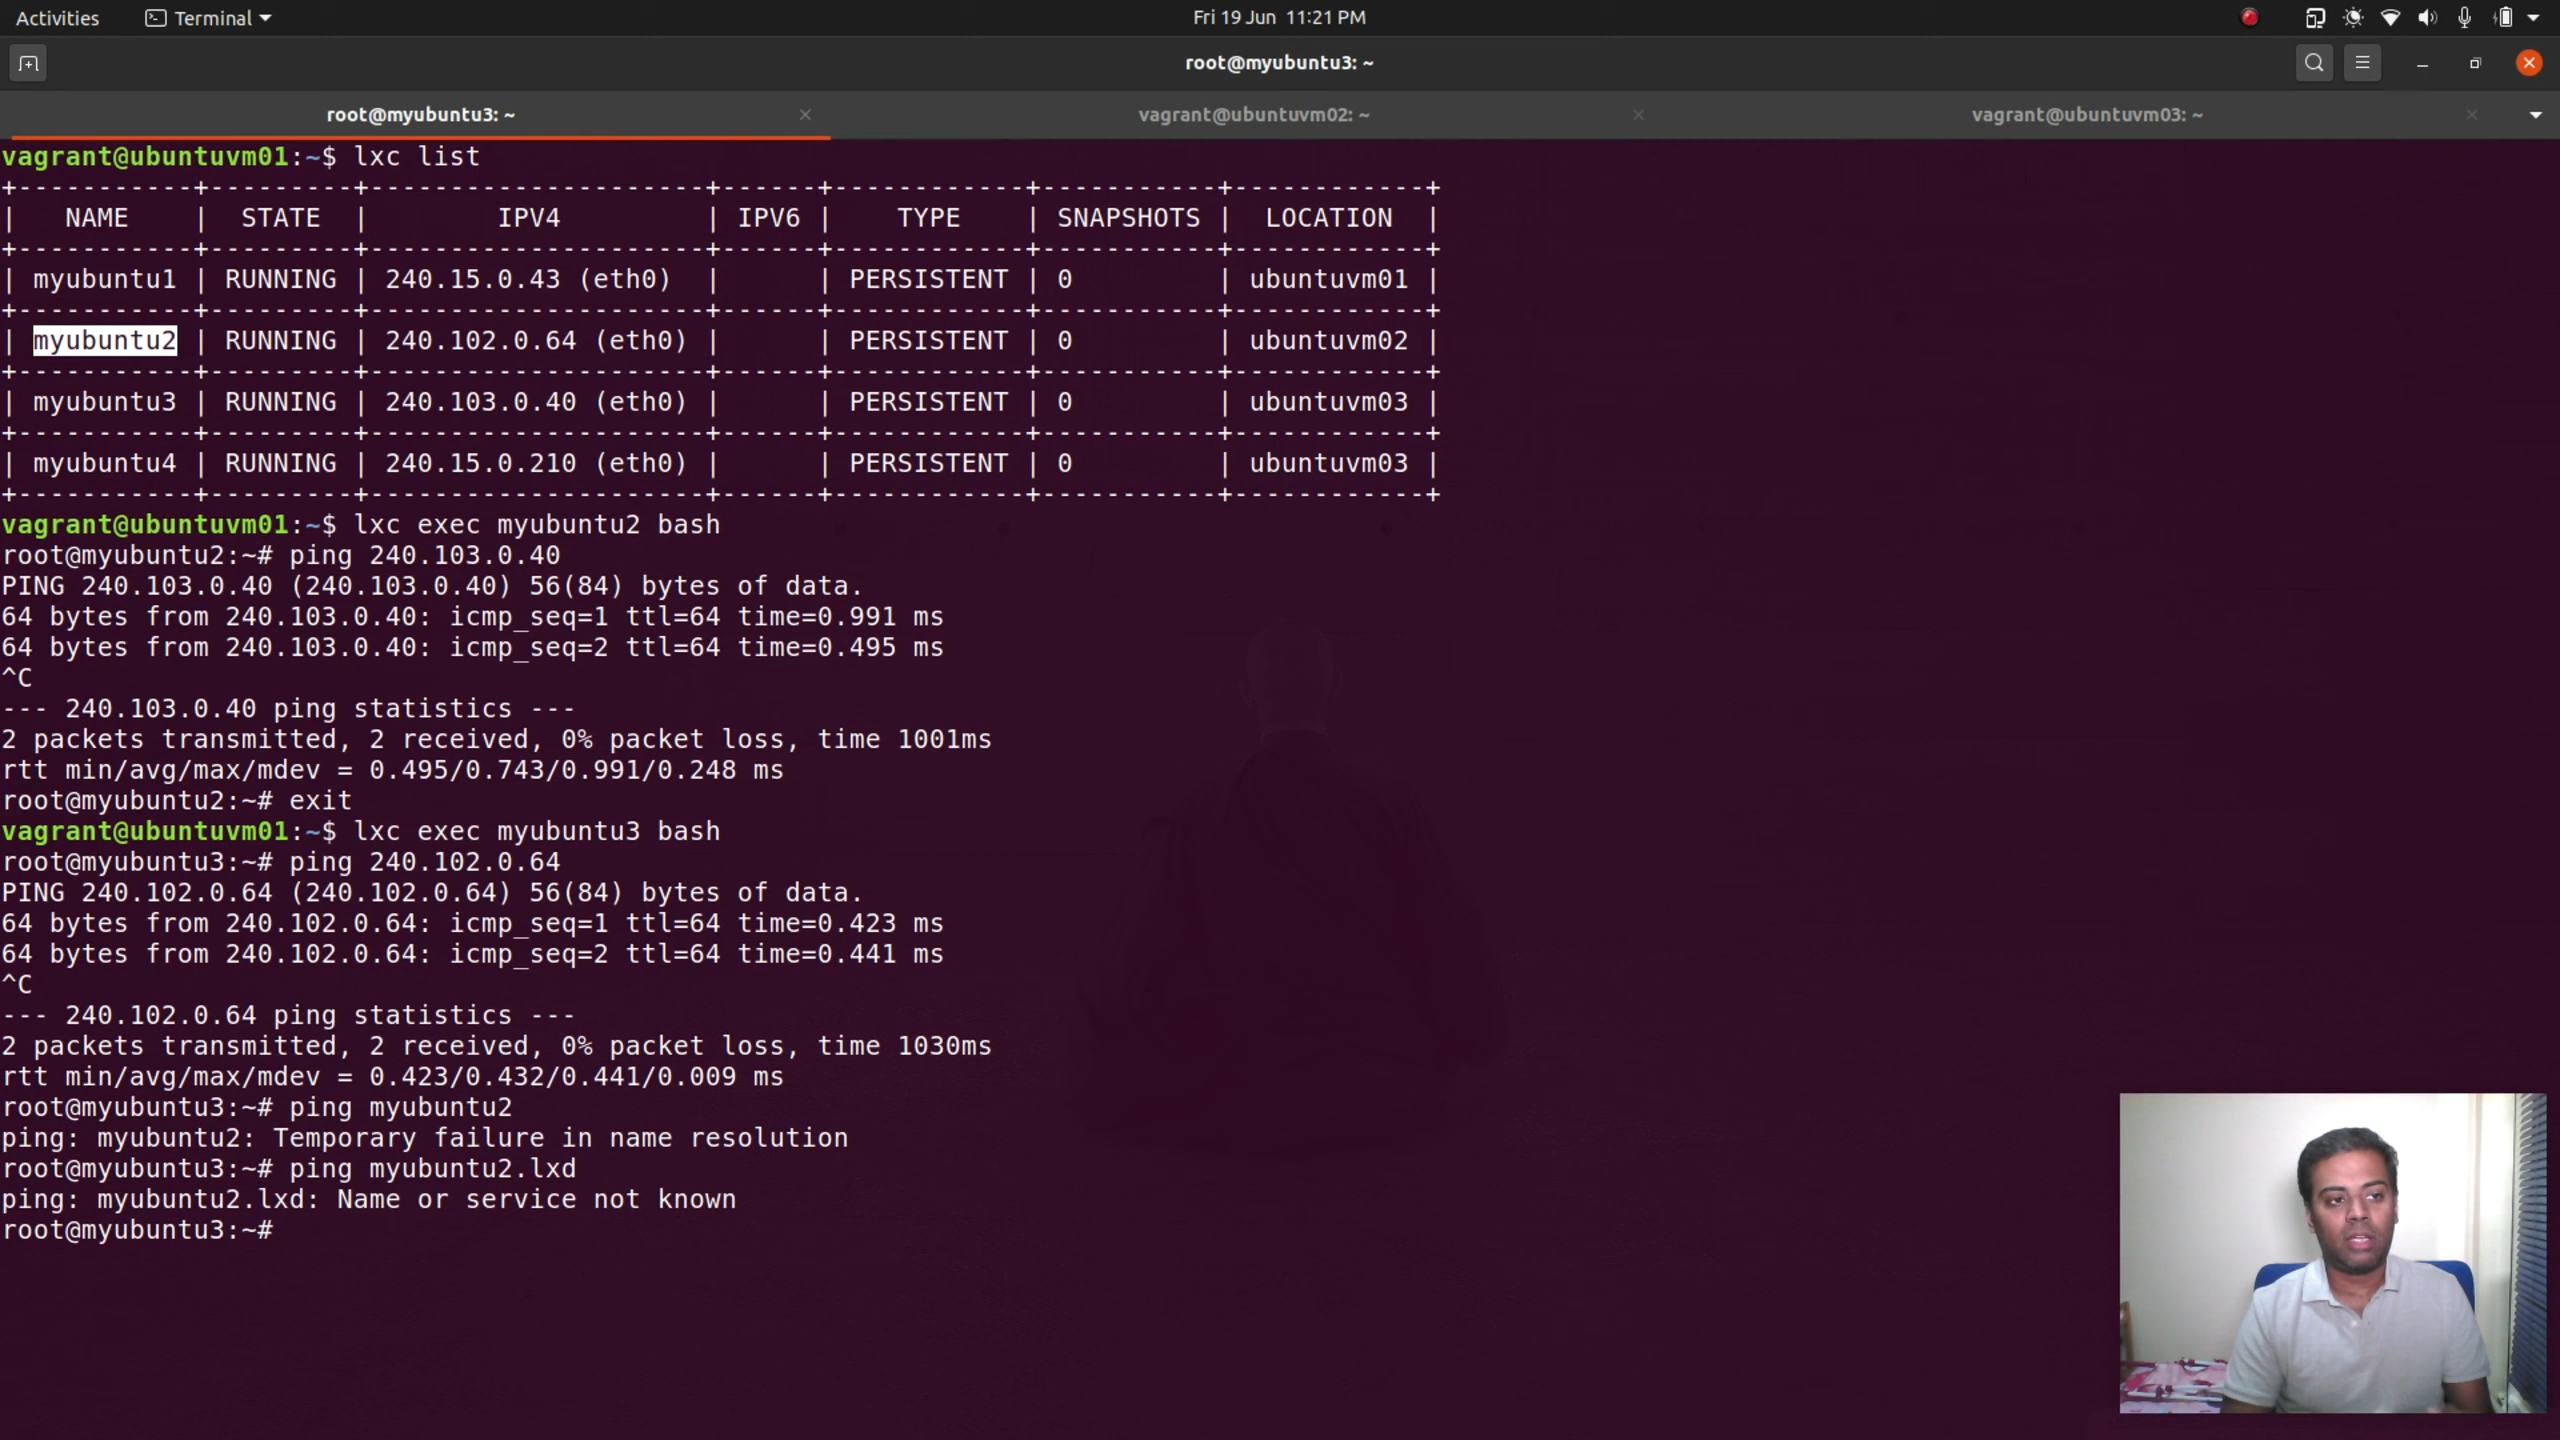 Activities Terminal Fri 19 Jun 11:21 PM
root@myubuntu3: ~
root@myubuntu3: ~ vagrant@ubuntuvm02: ~ vagrant@ubuntuvm03: ~
vagrant@ubuntuvm01:~$ lxc list
+-----------+---------+---------------------+------+------------+-----------+------------+
|   NAME    |  STATE  |        IPV4         | IPV6 |    TYPE    | SNAPSHOTS |  LOCATION  |
+-----------+---------+---------------------+------+------------+-----------+------------+
| myubuntu1 | RUNNING | 240.15.0.43 (eth0)  |      | PERSISTENT | 0         | ubuntuvm01 |
+-----------+---------+---------------------+------+------------+-----------+------------+
| myubuntu2 | RUNNING | 240.102.0.64 (eth0) |      | PERSISTENT | 0         | ubuntuvm02 |
+-----------+---------+---------------------+------+------------+-----------+------------+
| myubuntu3 | RUNNING | 240.103.0.40 (eth0) |      | PERSISTENT | 0         | ubuntuvm03 |
+-----------+---------+---------------------+------+------------+-----------+------------+
| myubuntu4 | RUNNING | 240.15.0.210 (eth0) |      | PERSISTENT | 0         | ubuntuvm03 |
+-----------+---------+---------------------+------+------------+-----------+------------+
vagrant@ubuntuvm01:~$ lxc exec myubuntu2 bash
root@myubuntu2:~# ping 240.103.0.40
PING 240.103.0.40 (240.103.0.40) 56(84) bytes of data.
64 bytes from 240.103.0.40: icmp_seq=1 ttl=64 time=0.991 ms
64 bytes from 240.103.0.40: icmp_seq=2 ttl=64 time=0.495 ms
^C
--- 240.103.0.40 ping statistics ---
2 packets transmitted, 2 received, 0% packet loss, time 1001ms
rtt min/avg/max/mdev = 0.495/0.743/0.991/0.248 ms
root@myubuntu2:~# exit
vagrant@ubuntuvm01:~$ lxc exec myubuntu3 bash
root@myubuntu3:~# ping 240.102.0.64
PING 240.102.0.64 (240.102.0.64) 56(84) bytes of data.
64 bytes from 240.102.0.64: icmp_seq=1 ttl=64 time=0.423 ms
64 bytes from 240.102.0.64: icmp_seq=2 ttl=64 time=0.441 ms
^C
--- 240.102.0.64 ping statistics ---
2 packets transmitted, 2 received, 0% packet loss, time 1030ms
rtt min/avg/max/mdev = 0.423/0.432/0.441/0.009 ms
root@myubuntu3:~# ping myubuntu2
ping: myubuntu2: Temporary failure in name resolution
root@myubuntu3:~# ping myubuntu2.lxd
ping: myubuntu2.lxd: Name or service not known
root@myubuntu3:~#